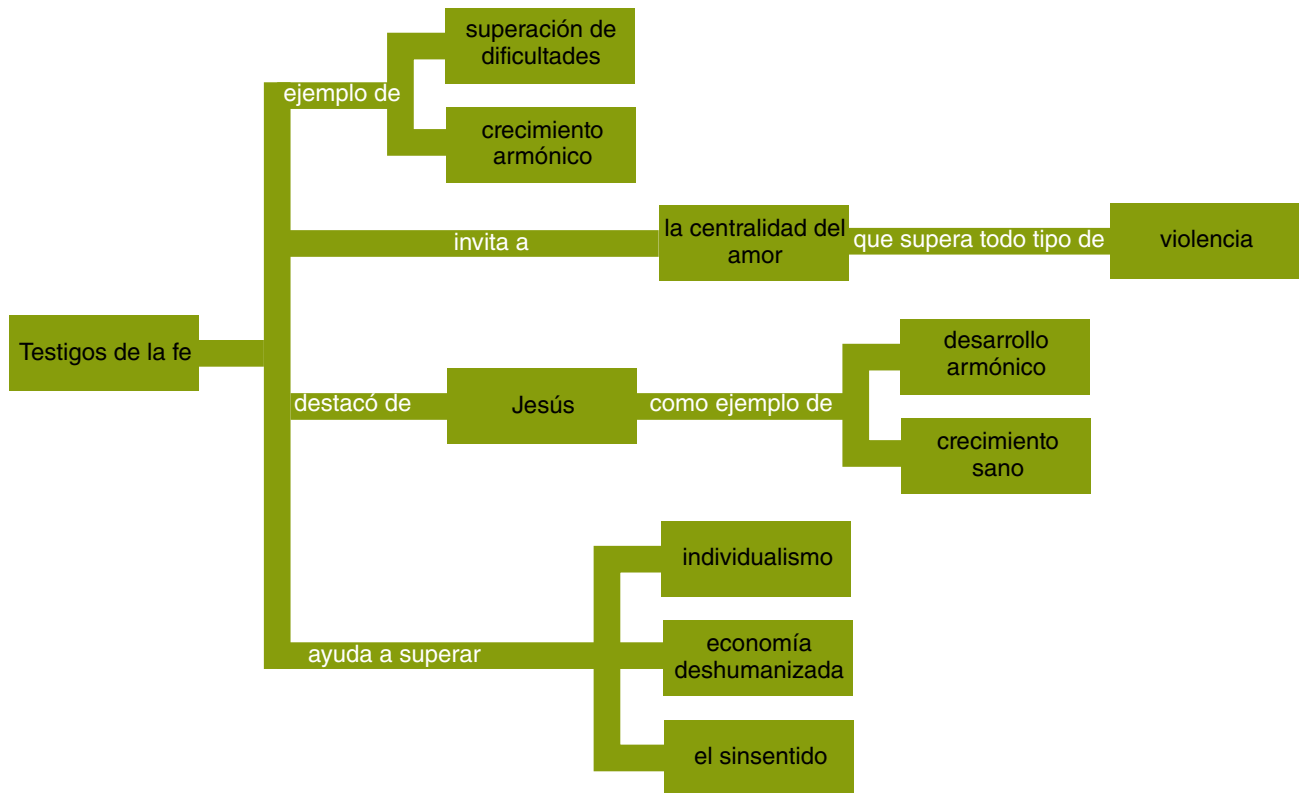 superación de
dificultades
ejemplo de
crecimiento
armónico
invita a
la centralidad del
amor
que supera todo tipo de
violencia
Testigos de la fe
destacó de
Jesús
como ejemplo de
desarrollo
armónico
crecimiento
sano
individualismo
ayuda a superar
economía
deshumanizada
el sinsentido